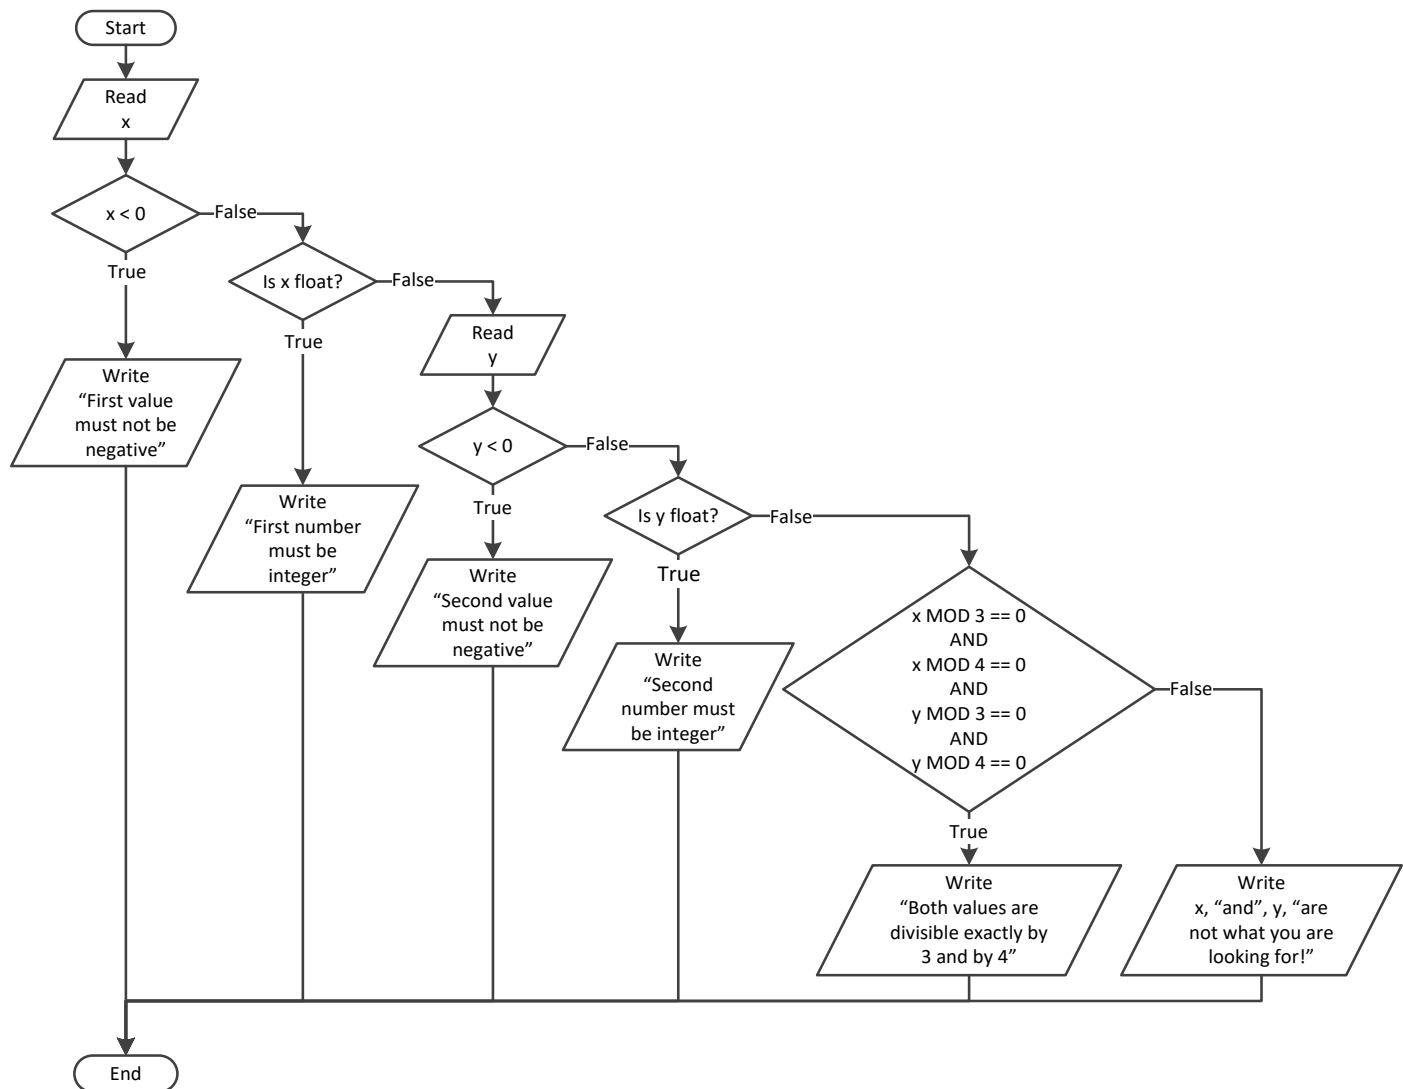 Start
Read
x
x < 0
False
True
Is x float?
False
True
Read
y
Write
“First value
must not be
negative”
y < 0
False
True
Write
“First number
must be
integer”
Is y float?
False
True
Write
“Second value
must not be
negative”
x MOD 3 == 0
AND
x MOD 4 == 0
AND
y MOD 3 == 0
AND
y MOD 4 == 0
False
True
Write
“Second
number must
be integer”
Write
“Both values are
divisible exactly by
3 and by 4”
Write
x, “and”, y, “are
not what you are
looking for!”
End